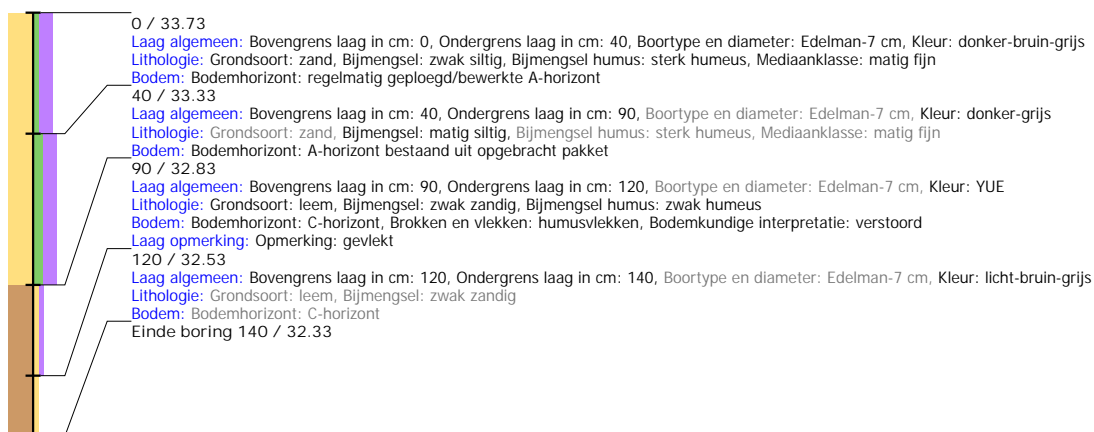 0 / 33.73
Laag algemeen: Bovengrens laag in cm: 0, Ondergrens laag in cm: 40, Boortype en diameter: Edelman-7 cm, Kleur: donker-bruin-grijs
Lithologie: Grondsoort: zand, Bijmengsel: zwak siltig, Bijmengsel humus: sterk humeus, Mediaanklasse: matig fijn
Bodem: Bodemhorizont: regelmatig geploegd/bewerkte A-horizont
40 / 33.33
Laag algemeen: Bovengrens laag in cm: 40, Ondergrens laag in cm: 90, Boortype en diameter: Edelman-7 cm, Kleur: donker-grijs
Lithologie: Grondsoort: zand, Bijmengsel: matig siltig, Bijmengsel humus: sterk humeus, Mediaanklasse: matig fijn
Bodem: Bodemhorizont: A-horizont bestaand uit opgebracht pakket
90 / 32.83
Laag algemeen: Bovengrens laag in cm: 90, Ondergrens laag in cm: 120, Boortype en diameter: Edelman-7 cm, Kleur: YUE
Lithologie: Grondsoort: leem, Bijmengsel: zwak zandig, Bijmengsel humus: zwak humeus
Bodem: Bodemhorizont: C-horizont, Brokken en vlekken: humusvlekken, Bodemkundige interpretatie: verstoord
Laag opmerking: Opmerking: gevlekt
120 / 32.53
Laag algemeen: Bovengrens laag in cm: 120, Ondergrens laag in cm: 140, Boortype en diameter: Edelman-7 cm, Kleur: licht-bruin-grijs
Lithologie: Grondsoort: leem, Bijmengsel: zwak zandig
Bodem: Bodemhorizont: C-horizont
Einde boring 140 / 32.33